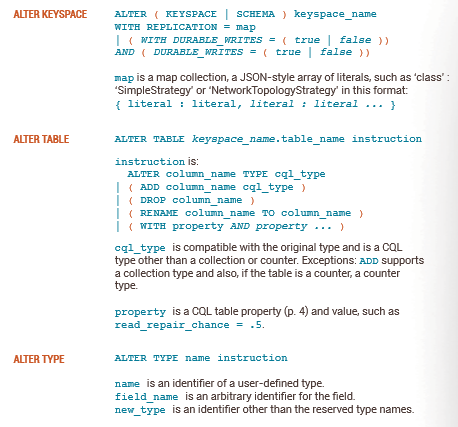 ALTER KEYSPACE ALTER ( KEYSPACE | SCHEMA ) keyspace_name
WITH REPLICATION = map
| ( WITH DURABLE_WRITES = ( true | false ))
AND ( DURABLE_WRITES = ( true | false ))
map is a map collection, a JSON-style array of literals, such as ‘class’ :
‘SimpleStrategy’ or ‘NetworkTopologyStrategy’ in this format:
{ literal : literal, literal : literal ... }
ALTER TABLE ALTER TABLE keyspace_name.table_name instruction
instruction is:
ALTER column_name TYPE cql_type
| ( ADD column_name cql_type )
| ( DROP column_name )
| ( RENAME column_name TO column_name )
| ( WITH property AND property ... )
cql_type is compatible with the original type and is a CQL
type other than a collection or counter. Exceptions: ADD supports
a collection type and also, if the table is a counter, a counter
type.
property is a CQL table property (p. 4) and value, such as
read_repair_chance = .5.
ALTER TYPE ALTER TYPE name instruction
name is an identifier of a user-defined type.
field_name is an arbitrary identifier for the field.
new_type is an identifier other than the reserved type names.